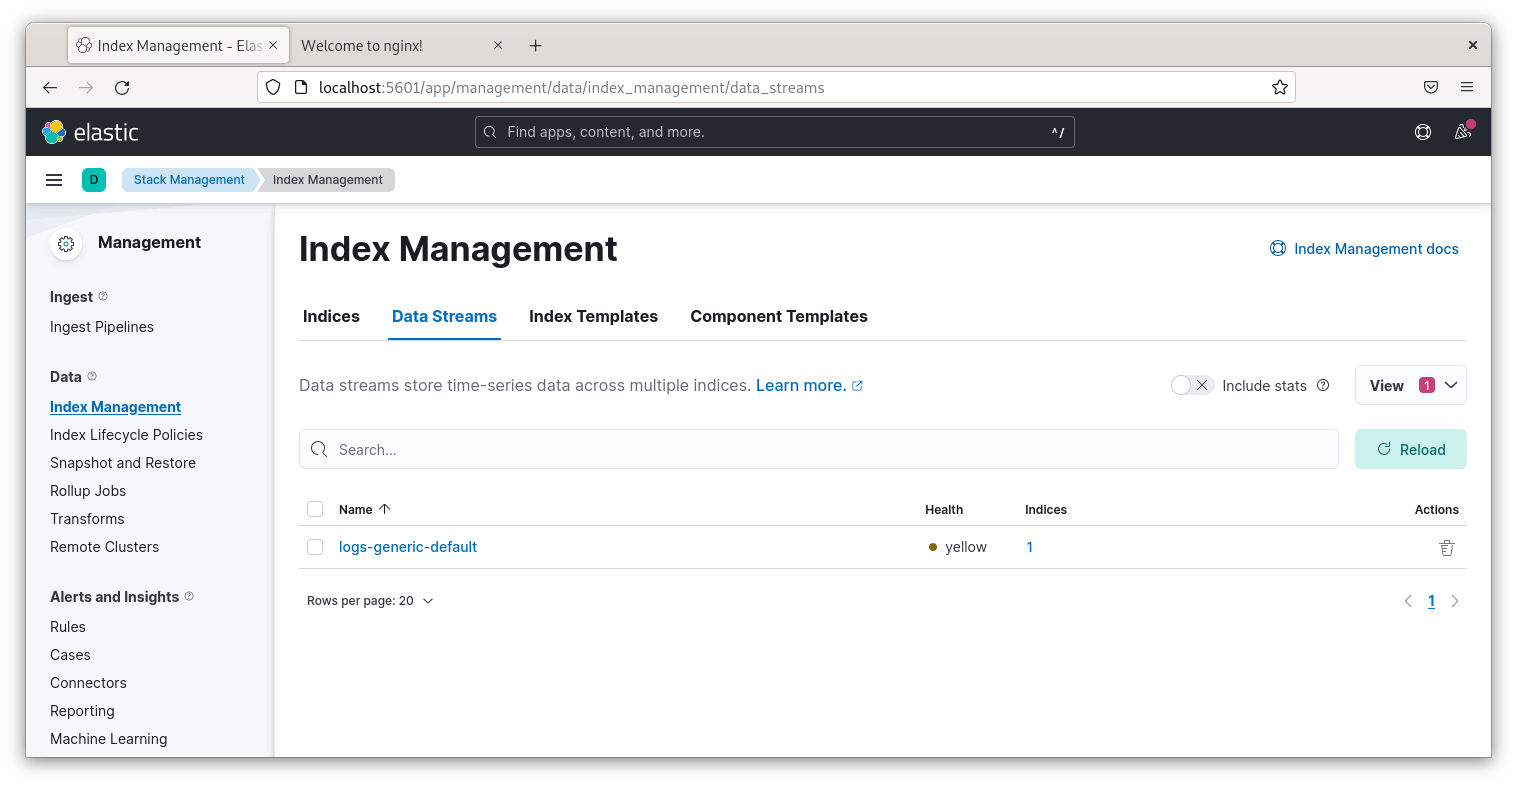 Index Management - Elas
Welcome to nginx!
localhost:5601/app/management/data/index_management/data_streams
elastic
Find apps, content, and more.
^/
D
Stack Management
Index Management
Management
Ingest
Ingest Pipelines
Data
Index Management
Index Lifecycle Policies
Snapshot and Restore
Rollup Jobs
Transforms
Remote Clusters
Alerts and Insights
Rules
Cases
Connectors
Reporting
Machine Learning
Index Management
Index Management docs
Indices Data Streams Index Templates Component Templates
Data streams store time-series data across multiple indices. Learn more.
Include stats
View 1
Search...
Reload
Name Health Indices Actions
logs-generic-default yellow 1
Rows per page: 20
1